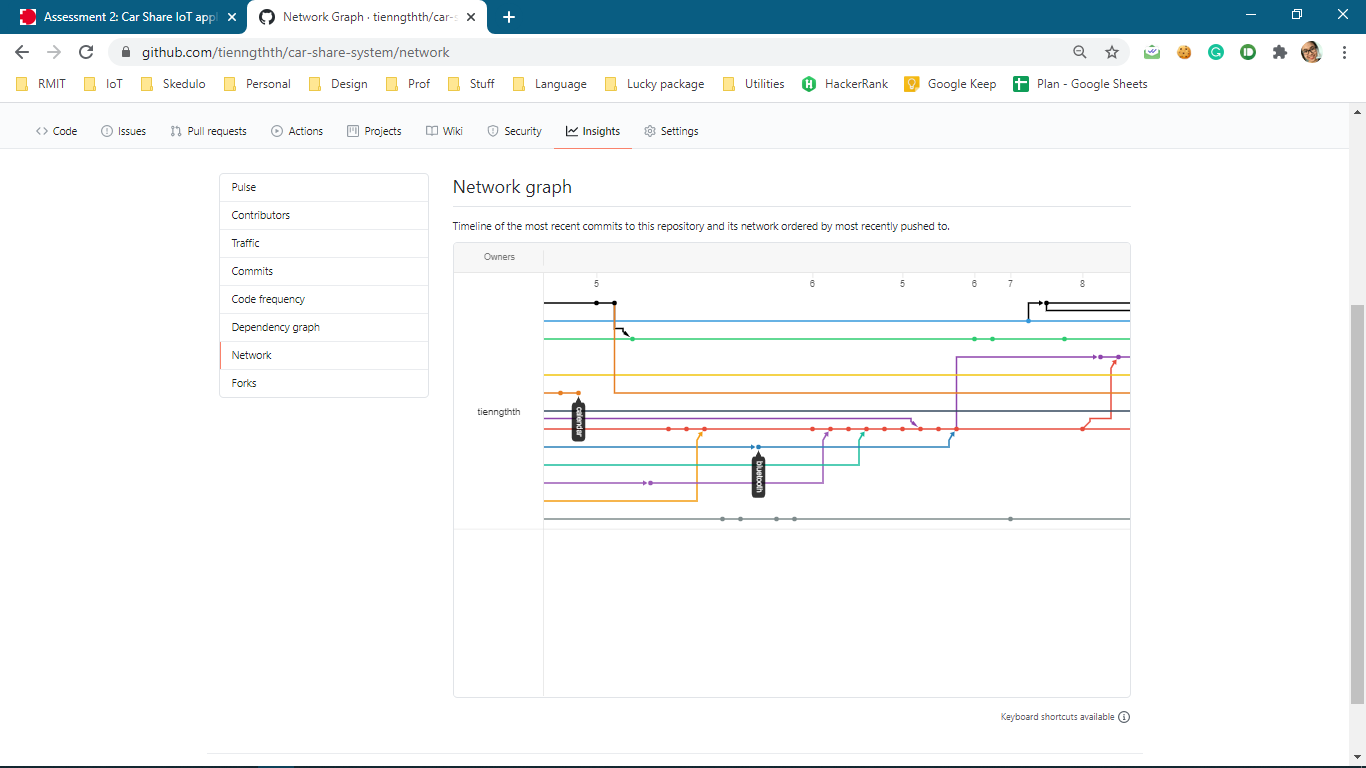 Assessment 2: Car Share IoT appl
Network Graph · tienngthth/car-s
github.com/tienngthth/car-share-system/network
RMIT IoT Skedulo Personal Design Prof Stuff Language Lucky package Utilities HackerRank Google Keep Plan - Google Sheets
Code Issues Pull requests Actions Projects Wiki Security Insights Settings
Pulse
Contributors
Traffic
Commits
Code frequency
Dependency graph
Network
Forks
Network graph
Timeline of the most recent commits to this repository and its network ordered by most recently pushed to.
Owners
5 6 5 6 7 8
tienngthth
calendar
bluetooth
Keyboard shortcuts available